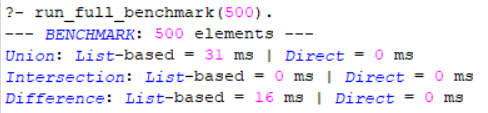 ?- run_full_benchmark(500).
--- BENCHMARK: 500 elements ---
Union: List-based = 31 ms | Direct = 0 ms
Intersection: List-based = 0 ms | Direct = 0 ms
Difference: List-based = 16 ms | Direct = 0 ms